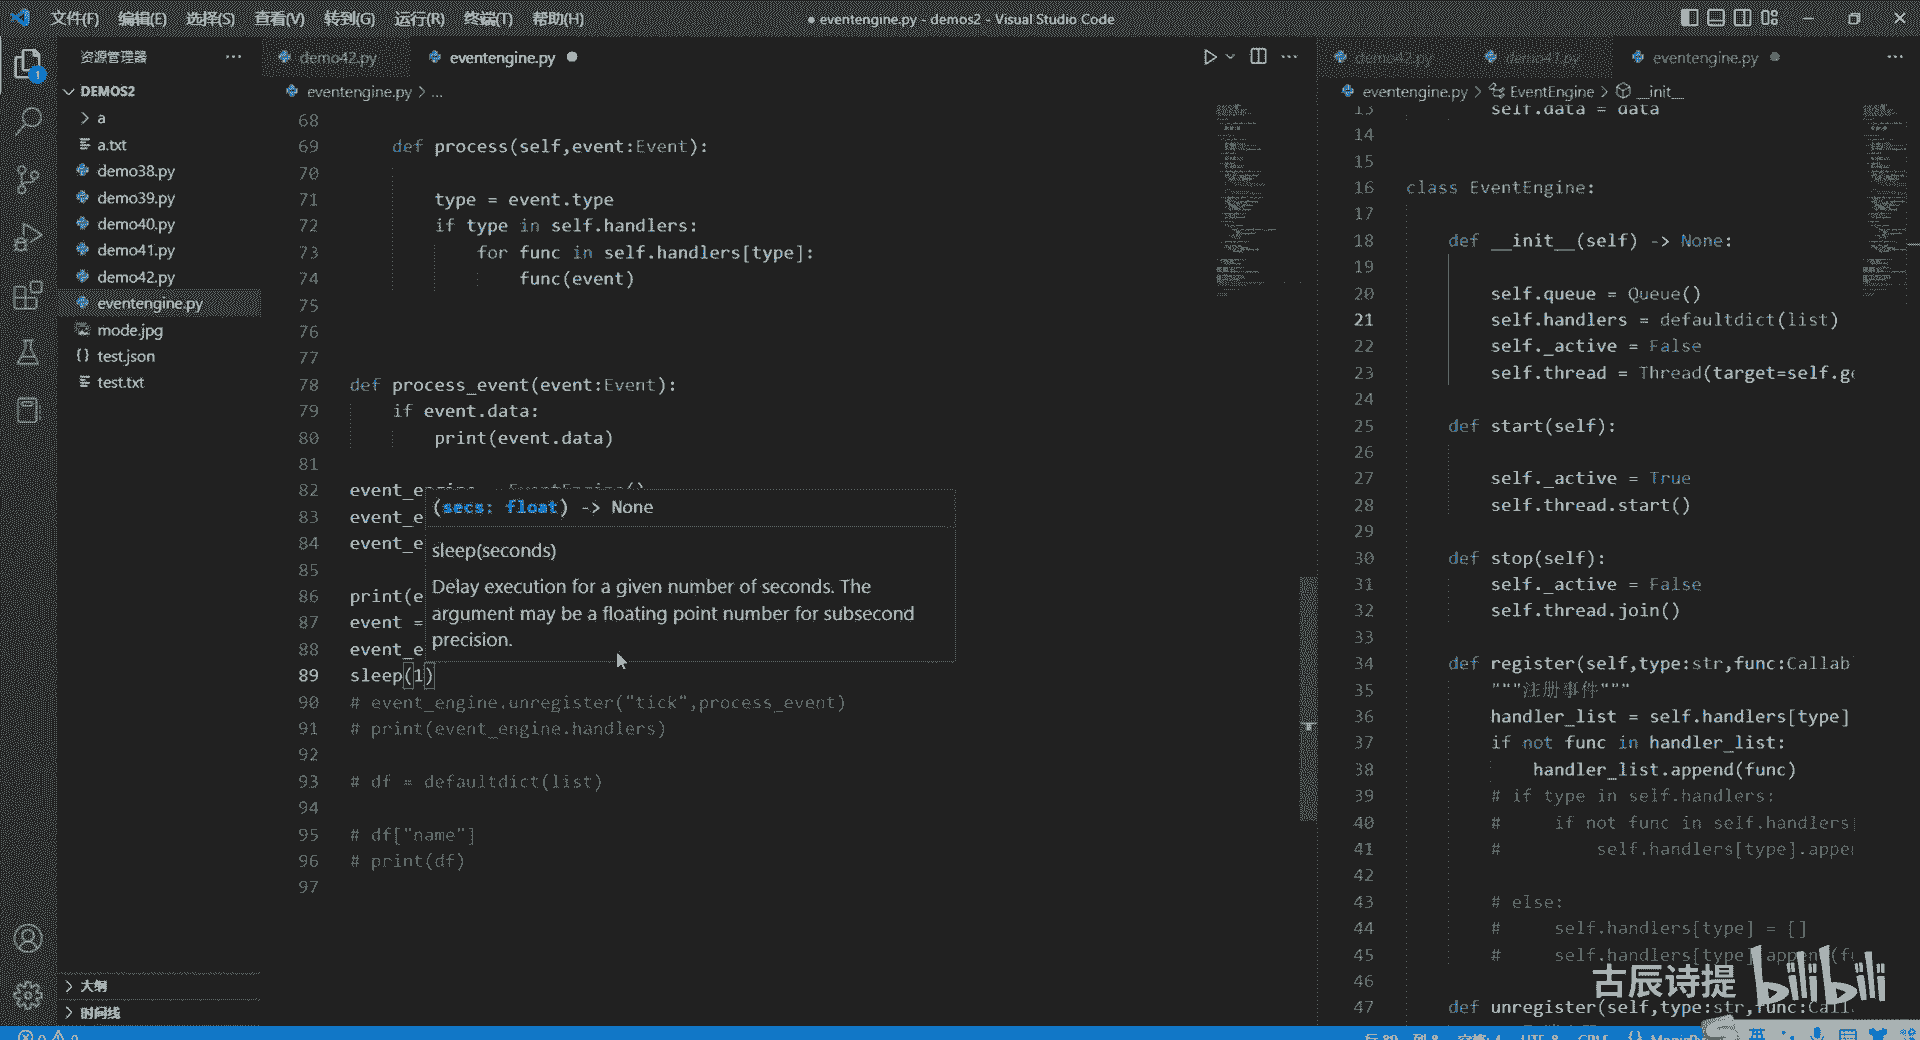 文件(F) 编辑(E) 选择(S) 查看(V) 转到(G) 运行(R) 终端(T) 帮助(H)
● eventengine.py - demos2 - Visual Studio Code
资源管理器
DEMOS2
a
a.txt
demo38.py
demo39.py
demo40.py
demo41.py
demo42.py
eventengine.py
mode.jpg
test.json
test.txt
大纲
时间线
1
demo42.py eventengine.py
eventengine.py > ...
68
69 def process(self,event:Event):
70
71 type = event.type
72 if type in self.handlers:
73 for func in self.handlers[type]:
74 func(event)
75
76
77
78 def process_event(event:Event):
79 if event.data:
80 print(event.data)
81
82 event_engine = EventEngine()
83 event_e
84 event_e
85
86 print(e
87 event =
88 event_e
89 sleep(1)
90 # event_engine.unregister("tick",process_event)
91 # print(event_engine.handlers)
92
93 # df = defaultdict(list)
94
95 # df["name"]
96 # print(df)
97
(secs: float) -> None
sleep(seconds)
Delay execution for a given number of seconds. The
argument may be a floating point number for subsecond
precision.
demo42.py demo41.py eventengine.py
eventengine.py > EventEngine > __init__
13 self.data = data
14
15
16 class EventEngine:
17
18 def __init__(self) -> None:
19
20 self.queue = Queue()
21 self.handlers = defaultdict(list)
22 self._active = False
23 self.thread = Thread(target=self.ge
24
25 def start(self):
26
27 self._active = True
28 self.thread.start()
29
30 def stop(self):
31 self._active = False
32 self.thread.join()
33
34 def register(self,type:str,func:Callab
35 """注册事件"""
36 handler_list = self.handlers[type]
37 if not func in handler_list:
38 handler_list.append(func)
39 # if type in self.handlers:
40 # if not func in self.handlers
41 # self.handlers[type].appe
42
43 # else:
44 # self.handlers[type] = []
45 # self.handlers[type].append(f
46
47 def unregister(self,type:str,func:Call
古辰诗提 bilibili